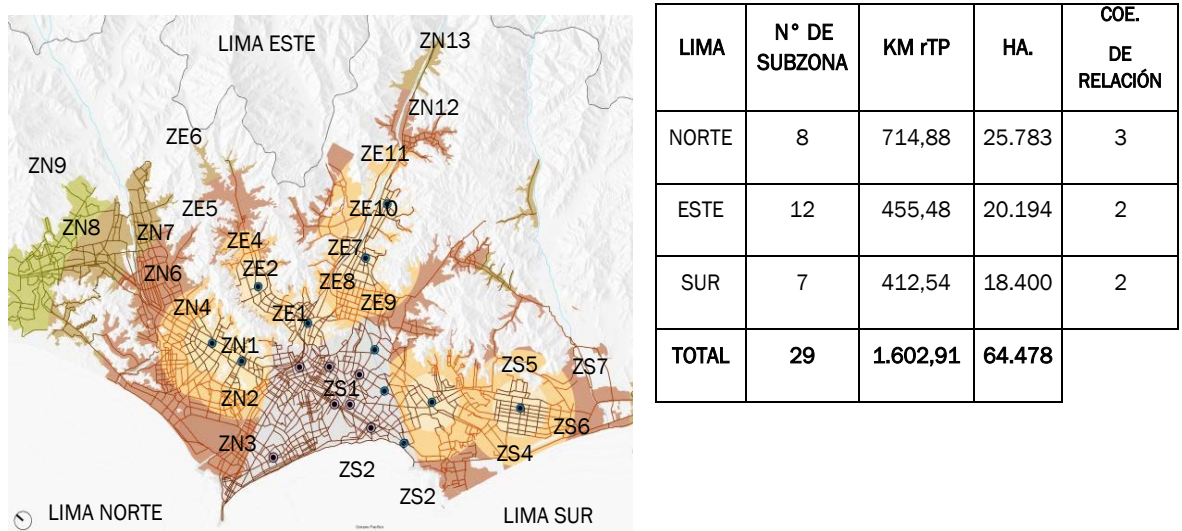 LIMA ESTE
ZN13
ZN12
ZE6
ZE11
ZN9
ZE5
ZE10
ZN8
ZN7
ZE4
ZE7
ZN6
ZE2
ZE8
ZN4
ZE1
ZE9
ZN1
ZS5
ZS7
ZN2
ZS1
ZS6
ZN3
ZS4
ZS2
ZS2
LIMA NORTE
LIMA SUR
Océano Pacífico
LIMA
N° DE SUBZONA
KM rTP
HA.
COE. DE RELACIÓN
NORTE 8 714,88 25.783 3
ESTE 12 455,48 20.194 2
SUR 7 412,54 18.400 2
TOTAL 29 1.602,91 64.478